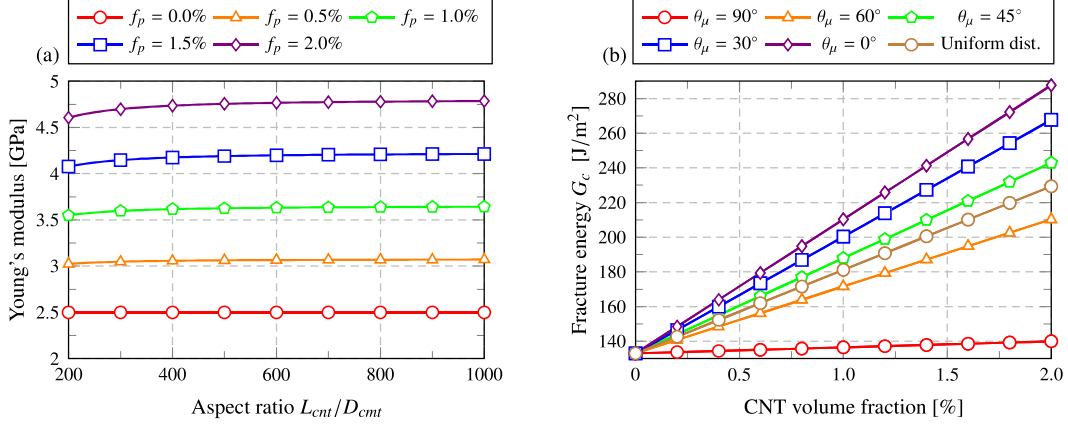 (a)
f_p = 0.0%
f_p = 0.5%
f_p = 1.0%
f_p = 1.5%
f_p = 2.0%
5
4.5
4
3.5
3
2.5
2
200
400
600
800
1000
Young's modulus [GPa]
Aspect ratio L_cnt/D_cmt
(b)
θ_μ = 90°
θ_μ = 60°
θ_μ = 45°
θ_μ = 30°
θ_μ = 0°
Uniform dist.
280
260
240
220
200
180
160
140
0
0.5
1.0
1.5
2.0
Fracture energy G_c [J/m²]
CNT volume fraction [%]